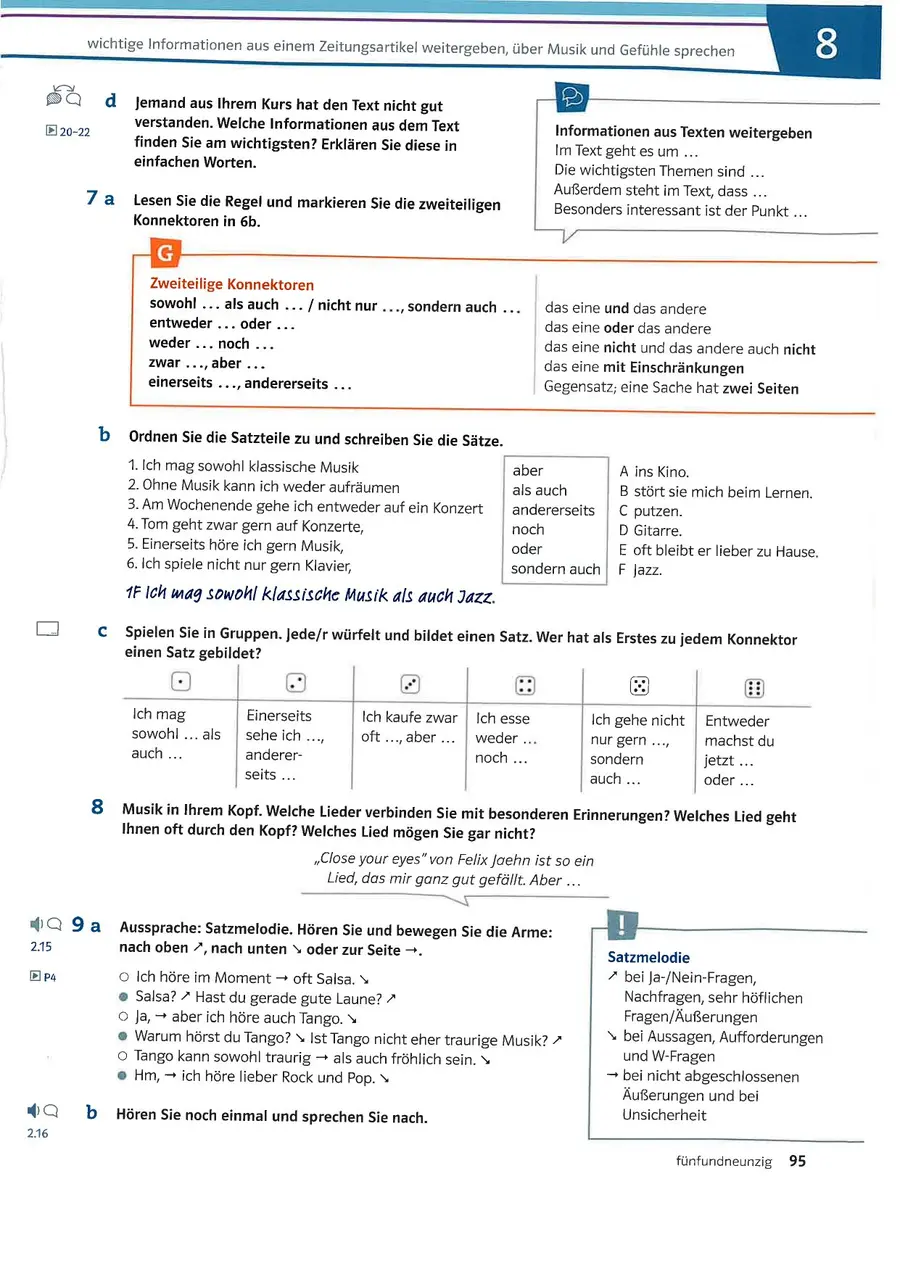 wichtige Informationen aus einem Zeitungsartikel weitergeben, über Musik und Gefühle sprechen
8
d Jemand aus Ihrem Kurs hat den Text nicht gut
20–22
verstanden. Welche Informationen aus dem Text
finden Sie am wichtigsten? Erklären Sie diese in
einfachen Worten.
Informationen aus Texten weitergeben
Im Text geht es um ...
Die wichtigsten Themen sind ...
Außerdem steht im Text, dass ...
Besonders interessant ist der Punkt ...
7 a Lesen Sie die Regel und markieren Sie die zweiteiligen
Konnektoren in 6b.
G
Zweiteilige Konnektoren
sowohl ... als auch ... / nicht nur ..., sondern auch ... das eine und das andere
entweder ... oder ... das eine oder das andere
weder ... noch ... das eine nicht und das andere auch nicht
zwar ..., aber ... das eine mit Einschränkungen
einerseits ..., andererseits ... Gegensatz; eine Sache hat zwei Seiten
b Ordnen Sie die Satzteile zu und schreiben Sie die Sätze.
1. Ich mag sowohl klassische Musik aber A ins Kino.
2. Ohne Musik kann ich weder aufräumen als auch B stört sie mich beim Lernen.
3. Am Wochenende gehe ich entweder auf ein Konzert andererseits C putzen.
4. Tom geht zwar gern auf Konzerte, noch D Gitarre.
5. Einerseits höre ich gern Musik, oder E oft bleibt er lieber zu Hause.
6. Ich spiele nicht nur gern Klavier, sondern auch F Jazz.
1F Ich mag sowohl klassische Musik als auch Jazz.
c Spielen Sie in Gruppen. Jede/r würfelt und bildet einen Satz. Wer hat als Erstes zu jedem Konnektor
einen Satz gebildet?
Ich mag Einerseits Ich kaufe zwar Ich esse Ich gehe nicht Entweder
sowohl ... als sehe ich ..., oft ..., aber ... weder ... nur gern ..., machst du
auch ... anderer- noch ... sondern jetzt ...
seits ... auch ... oder ...
8 Musik in Ihrem Kopf. Welche Lieder verbinden Sie mit besonderen Erinnerungen? Welches Lied geht
Ihnen oft durch den Kopf? Welches Lied mögen Sie gar nicht?
„Close your eyes" von Felix Jaehn ist so ein
Lied, das mir ganz gut gefällt. Aber ...
9 a Aussprache: Satzmelodie. Hören Sie und bewegen Sie die Arme:
2.15
nach oben ↗, nach unten ↘ oder zur Seite →.
P4
○ Ich höre im Moment → oft Salsa. ↘
● Salsa? ↗ Hast du gerade gute Laune? ↗
○ Ja, → aber ich höre auch Tango. ↘
● Warum hörst du Tango? ↘ Ist Tango nicht eher traurige Musik? ↗
○ Tango kann sowohl traurig → als auch fröhlich sein. ↘
● Hm, → ich höre lieber Rock und Pop. ↘
!
Satzmelodie
↗ bei Ja-/Nein-Fragen,
Nachfragen, sehr höflichen
Fragen/Äußerungen
↘ bei Aussagen, Aufforderungen
und W-Fragen
→ bei nicht abgeschlossenen
Äußerungen und bei
Unsicherheit
b Hören Sie noch einmal und sprechen Sie nach.
2.16
fünfundneunzig 95